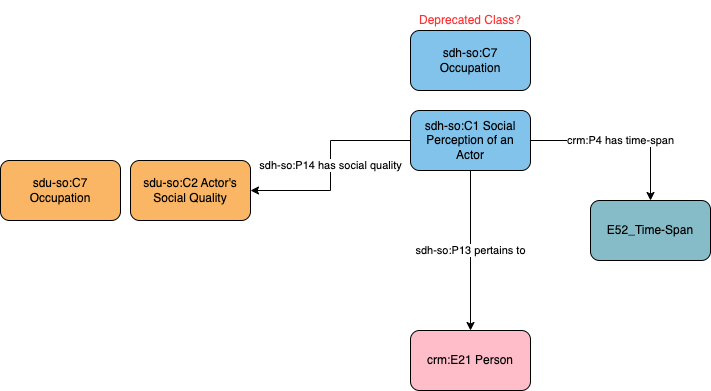 Deprecated Class?
sdh-so:C7
Occupation
sdh-so:C1 Social
Perception of an
Actor
crm:P4 has time-span
sdh-so:P14 has social quality
sdu-so:C7
Occupation
sdu-so:C2 Actor's
Social Quality
E52_Time-Span
sdh-so:P13 pertains to
crm:E21 Person